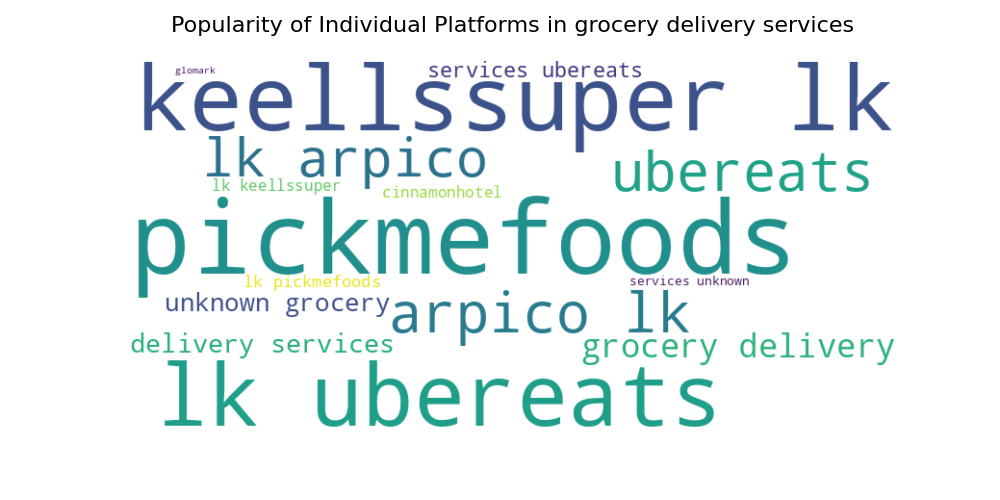 Popularity of Individual Platforms in grocery delivery services
glomark
services ubereats
keellssuper lk
lk arpico
ubereats
lk keellssuper
cinnamonhotel
pickmefoods
lk pickmefoods
services unknown
unknown grocery
arpico lk
delivery services
grocery delivery
lk ubereats